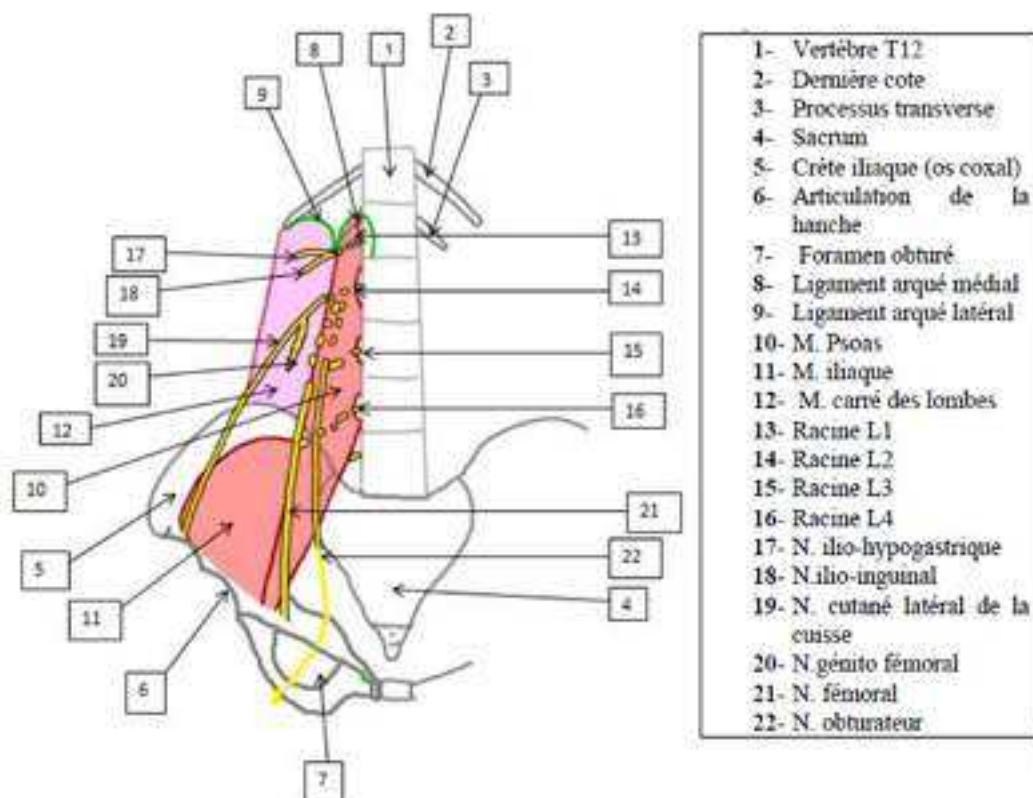 8
1
2
9
3
17
13
18
14
19
15
20
12
16
10
21
5
22
11
4
6
7
1- Vertèbre T12
2- Dernière cote
3- Processus transverse
4- Sacrum
5- Crête iliaque (os coxal)
6- Articulation de la
hanche
7- Foramen obturé
8- Ligament arqué médial
9- Ligament arqué latéral
10- M. Psoas
11- M. iliaque
12- M. carré des lombes
13- Racine L1
14- Racine L2
15- Racine L3
16- Racine L4
17- N. ilio-hypogastrique
18- N.ilio-inguinal
19- N. cutané latéral de la
cuisse
20- N.génito fémoral
21- N. fémoral
22- N. obturateur